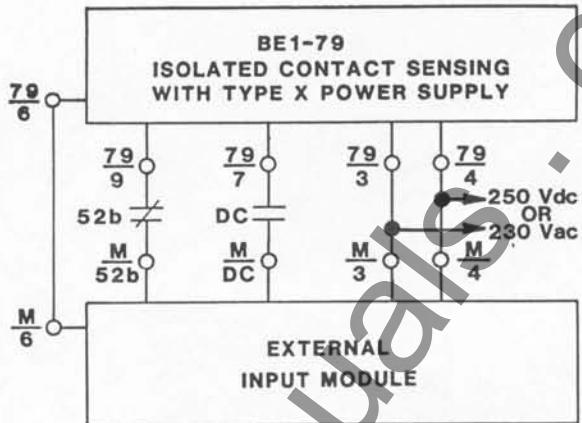 BE1-79
ISOLATED CONTACT SENSING
WITH TYPE X POWER SUPPLY
79
6
79
9
79
7
79
3
79
4
52b
DC
250 Vdc
OR
230 Vac
M
52b
M
DC
M
3
M
4
M
6
EXTERNAL
INPUT MODULE